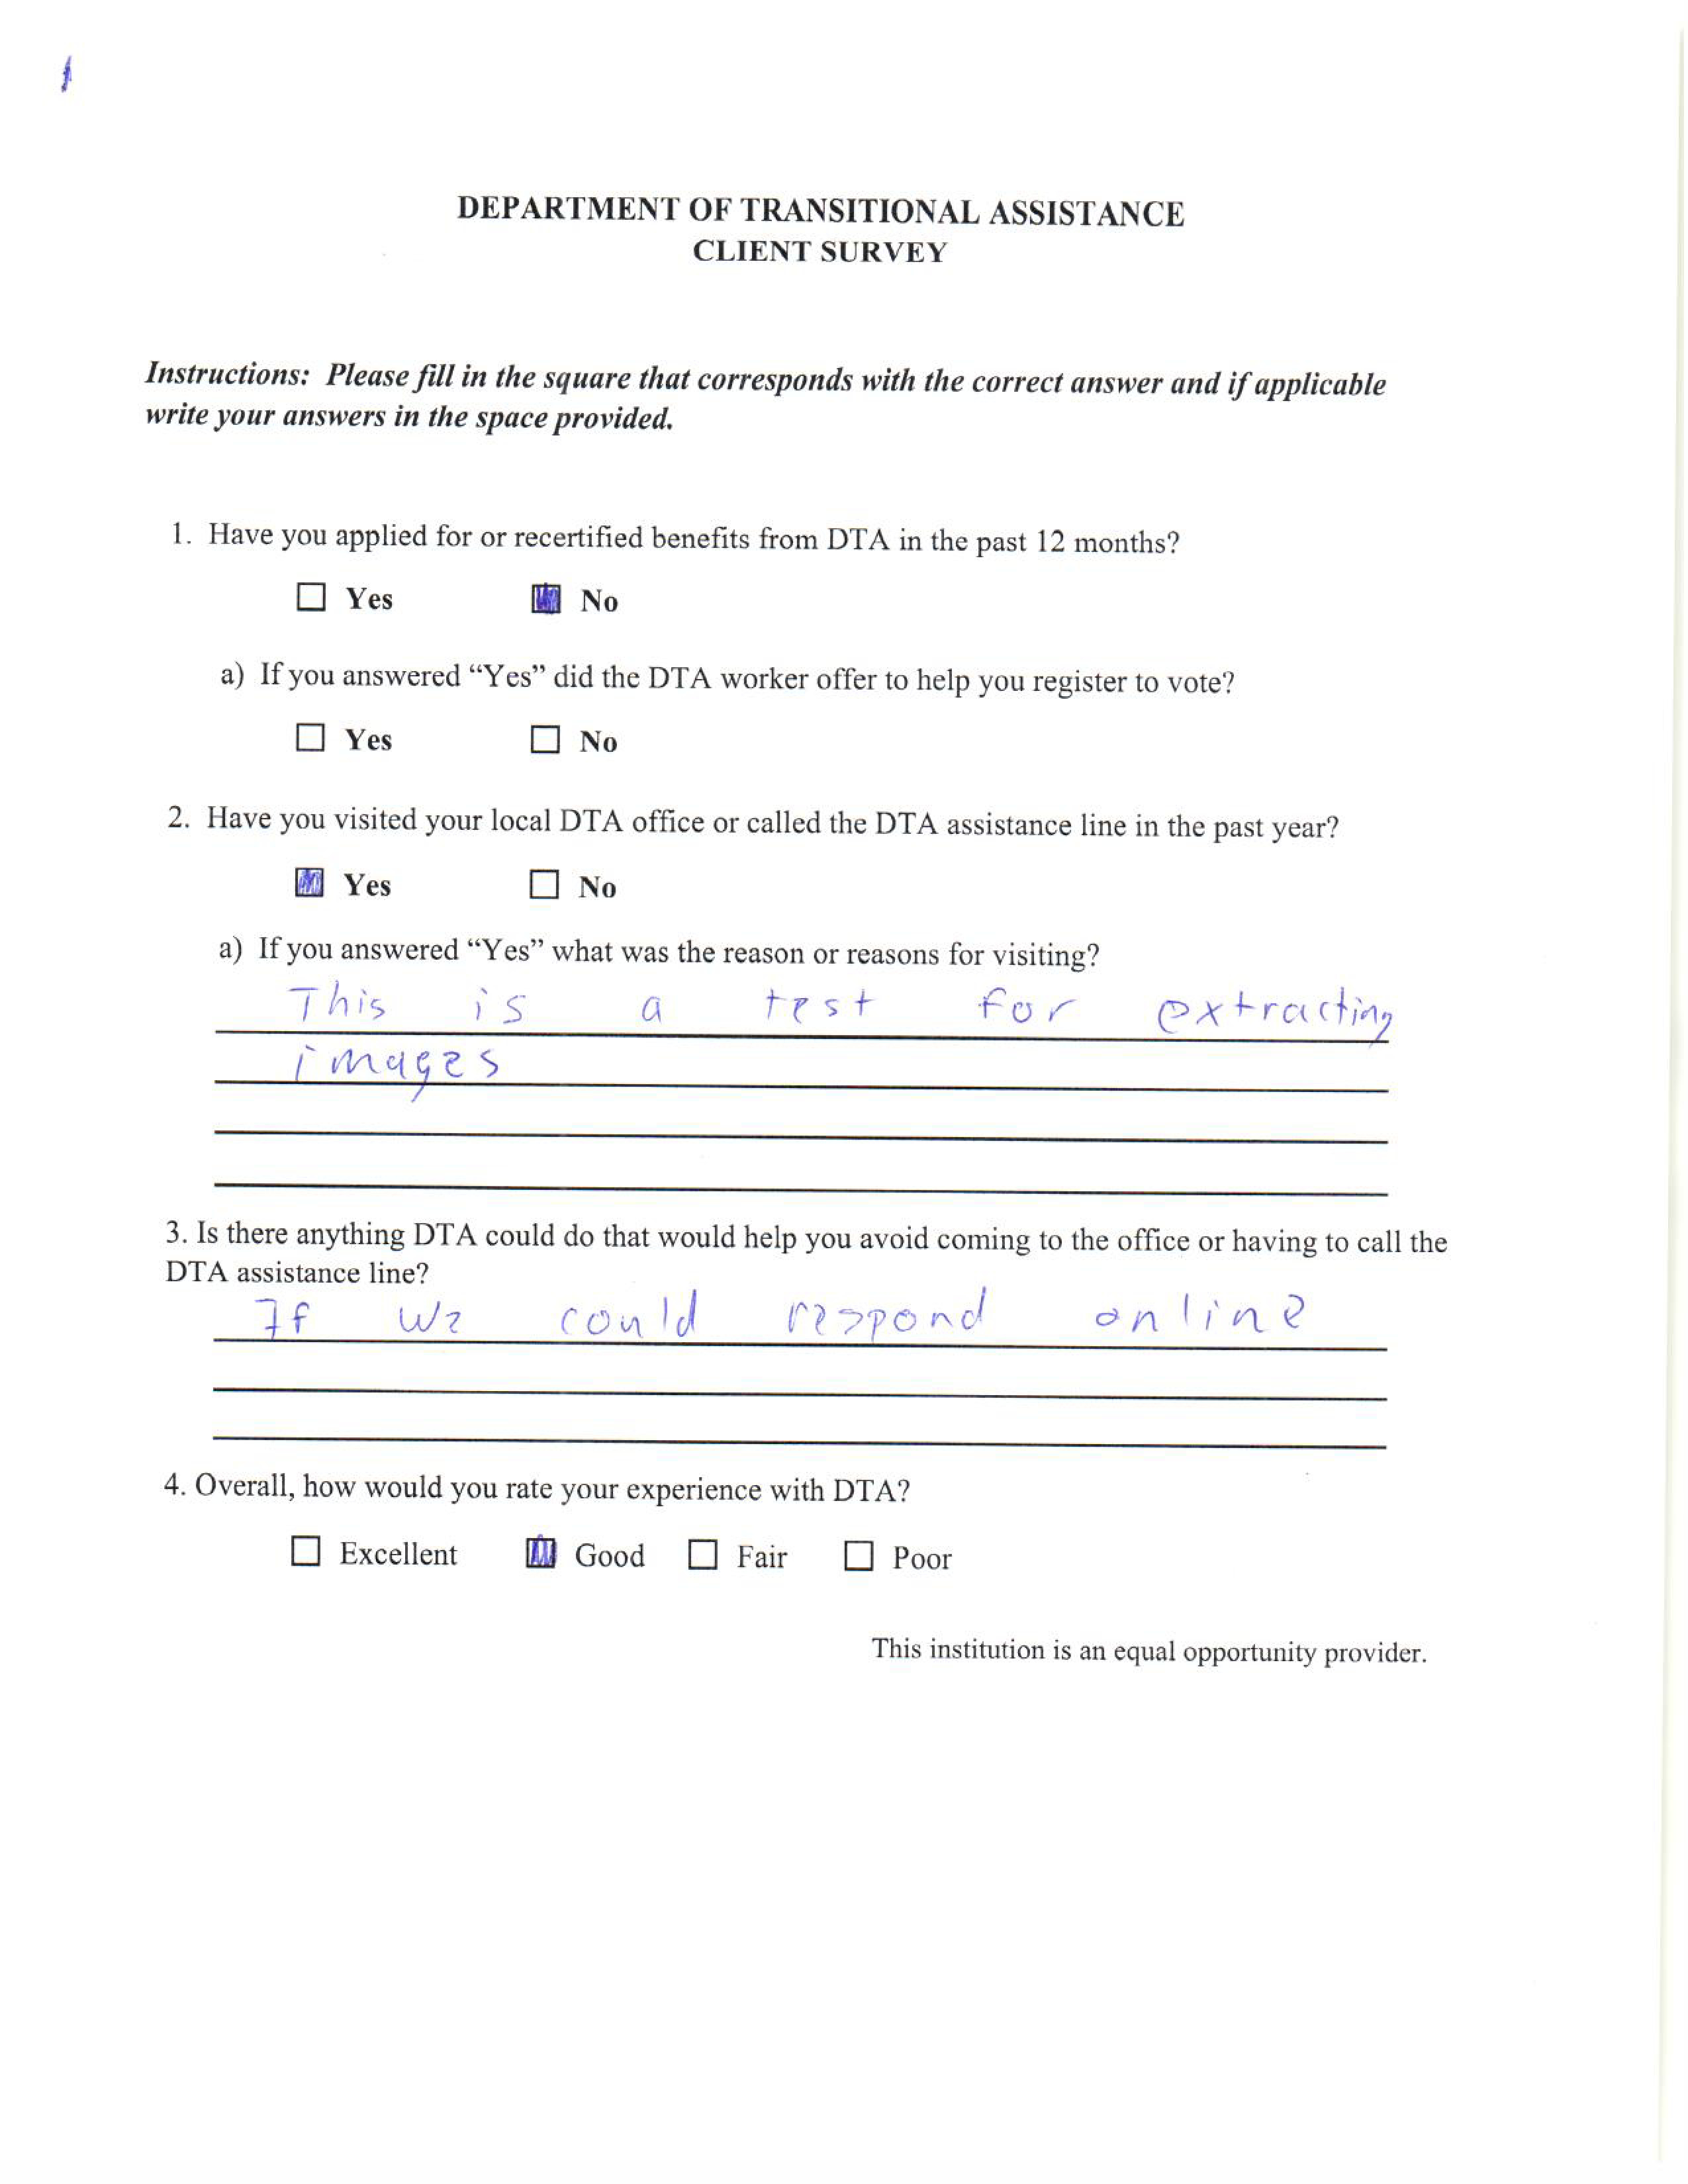 DEPARTMENT OF TRANSITIONAL ASSISTANCE
CLIENT SURVEY
Instructions: Please fill in the square that corresponds with the correct answer and if applicable
write your answers in the space provided.
1. Have you applied for or recertified benefits from DTA in the past 12 months?
Yes No
a) If you answered “Yes” did the DTA worker offer to help you register to vote?
Yes No
2. Have you visited your local DTA office or called the DTA assistance line in the past year?
Yes No
a) If you answered “Yes” what was the reason or reasons for visiting?
This is a test for extracting
images
3. Is there anything DTA could do that would help you avoid coming to the office or having to call the
DTA assistance line?
If we could respond online
4. Overall, how would you rate your experience with DTA?
Excellent Good Fair Poor
This institution is an equal opportunity provider.